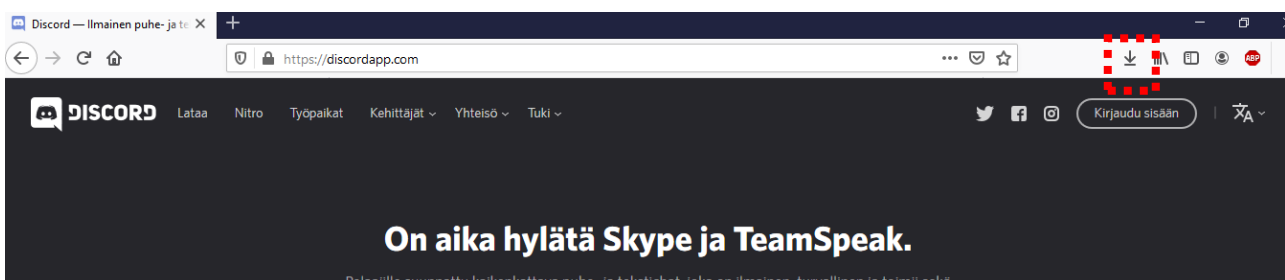 Discord — Ilmainen puhe- ja te
https://discordapp.com
ABP
DISCORD Lataa Nitro Työpaikat Kehittäjät Yhteisö Tuki Kirjaudu sisään
On aika hylätä Skype ja TeamSpeak.